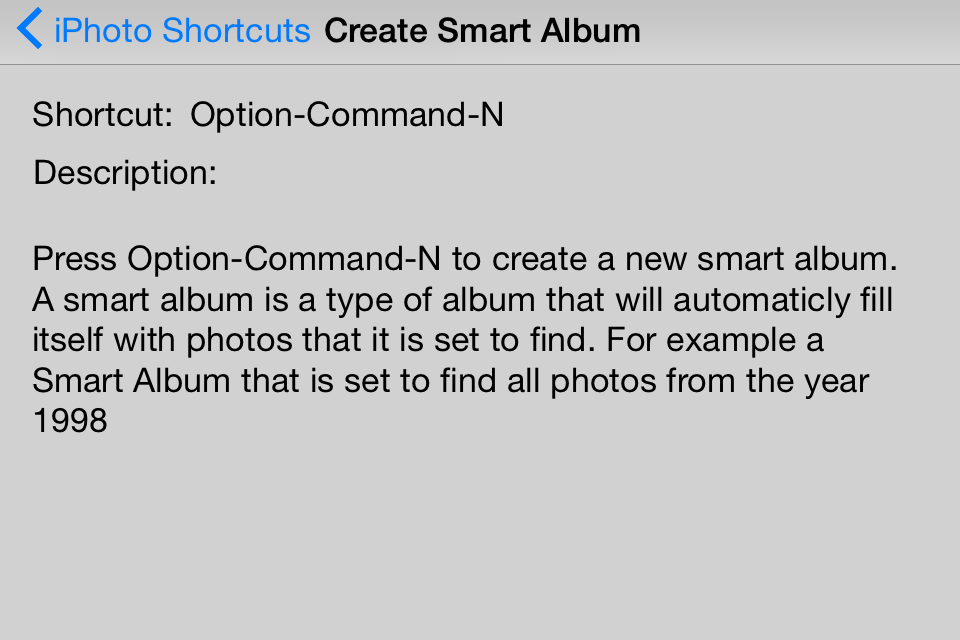 iPhoto Shortcuts Create Smart Album
Shortcut: Option-Command-N
Description:
Press Option-Command-N to create a new smart album.
A smart album is a type of album that will automaticly fill
itself with photos that it is set to find. For example a
Smart Album that is set to find all photos from the year
1998